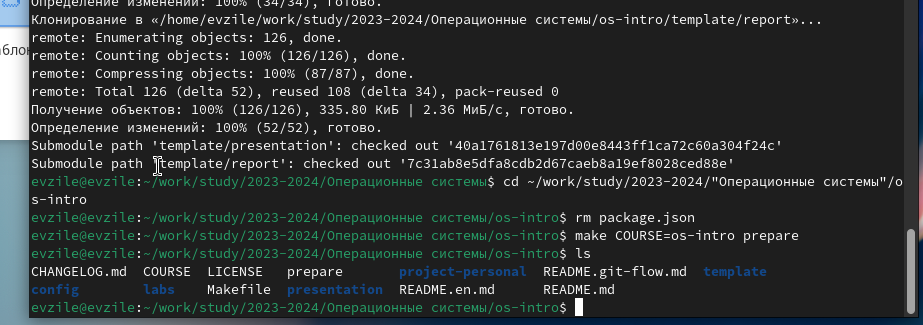 Определение изменений: 100% (34/34), готово.
Клонирование в «/home/evzile/work/study/2023-2024/Операционные системы/os-intro/template/report»...
remote: Enumerating objects: 126, done.
remote: Counting objects: 100% (126/126), done.
remote: Compressing objects: 100% (87/87), done.
remote: Total 126 (delta 52), reused 108 (delta 34), pack-reused 0
Получение объектов: 100% (126/126), 335.80 КиБ | 2.36 МиБ/с, готово.
Определение изменений: 100% (52/52), готово.
Submodule path 'template/presentation': checked out '40a1761813e197d00e8443ff1ca72c60a304f24c'
Submodule path 'template/report': checked out '7c31ab8e5dfa8cdb2d67caeb8a19ef8028ced88e'
evzile@evzile:~/work/study/2023-2024/Операционные системы$ cd ~/work/study/2023-2024/"Операционные системы"/o
s-intro
evzile@evzile:~/work/study/2023-2024/Операционные системы/os-intro$ rm package.json
evzile@evzile:~/work/study/2023-2024/Операционные системы/os-intro$ make COURSE=os-intro prepare
evzile@evzile:~/work/study/2023-2024/Операционные системы/os-intro$ ls
CHANGELOG.md COURSE LICENSE prepare project-personal README.git-flow.md template
config labs Makefile presentation README.en.md README.md
evzile@evzile:~/work/study/2023-2024/Операционные системы/os-intro$